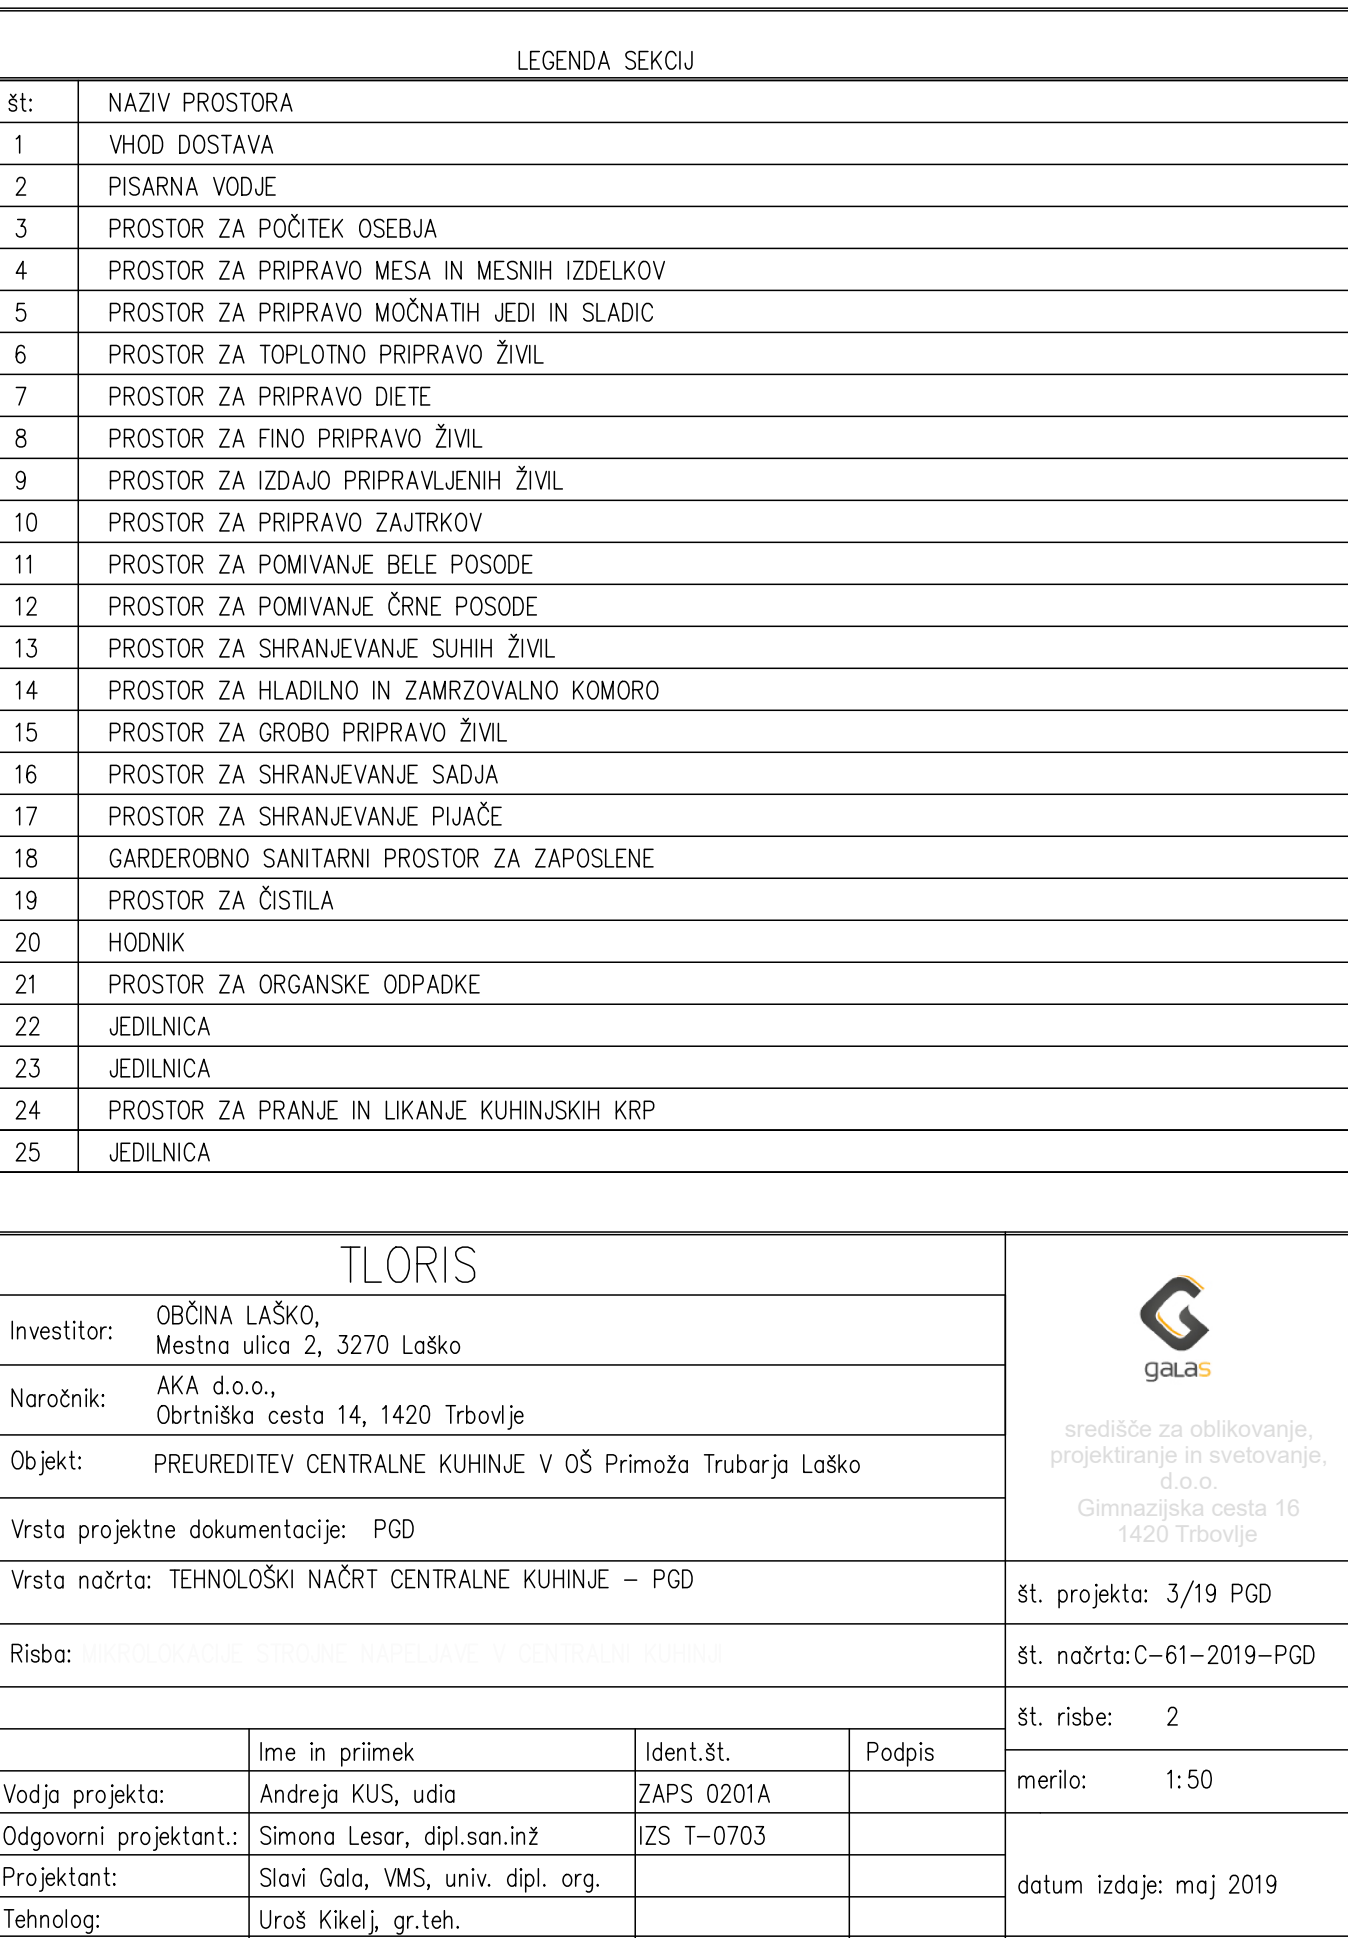 LEGENDA SEKCIJ
št: NAZIV PROSTORA
1 VHOD DOSTAVA
2 PISARNA VODJE
3 PROSTOR ZA POČITEK OSEBJA
4 PROSTOR ZA PRIPRAVO MESA IN MESNIH IZDELKOV
5 PROSTOR ZA PRIPRAVO MOČNATIH JEDI IN SLADIC
6 PROSTOR ZA TOPLOTNO PRIPRAVO ŽIVIL
7 PROSTOR ZA PRIPRAVO DIETE
8 PROSTOR ZA FINO PRIPRAVO ŽIVIL
9 PROSTOR ZA IZDAJO PRIPRAVLJENIH ŽIVIL
10 PROSTOR ZA PRIPRAVO ZAJTRKOV
11 PROSTOR ZA POMIVANJE BELE POSODE
12 PROSTOR ZA POMIVANJE ČRNE POSODE
13 PROSTOR ZA SHRANJEVANJE SUHIH ŽIVIL
14 PROSTOR ZA HLADILNO IN ZAMRZOVALNO KOMORO
15 PROSTOR ZA GROBO PRIPRAVO ŽIVIL
16 PROSTOR ZA SHRANJEVANJE SADJA
17 PROSTOR ZA SHRANJEVANJE PIJAČE
18 GARDEROBNO SANITARNI PROSTOR ZA ZAPOSLENE
19 PROSTOR ZA ČISTILA
20 HODNIK
21 PROSTOR ZA ORGANSKE ODPADKE
22 JEDILNICA
23 JEDILNICA
24 PROSTOR ZA PRANJE IN LIKANJE KUHINJSKIH KRP
25 JEDILNICA
TLORIS
Investitor: OBČINA LAŠKO,
Mestna ulica 2, 3270 Laško
Naročnik: AKA d.o.o.,
Obrtniška cesta 14, 1420 Trbovlje
Objekt: PREUREDITEV CENTRALNE KUHINJE V OŠ Primoža Trubarja Laško
Vrsta projektne dokumentacije: PGD
Vrsta načrta: TEHNOLOŠKI NAČRT CENTRALNE KUHINJE – PGD
Risba: MIKROLOKACIJE STROJNE NAPELJAVE V CENTRALNI KUHINJI
galas
središče za oblikovanje,
projektiranje in svetovanje,
d.o.o.
Gimnazijska cesta 16
1420 Trbovlje
št. projekta: 3/19 PGD
št. načrta: C–61–2019–PGD
št. risbe: 2
merilo: 1:50
datum izdaje: maj 2019
Ime in priimek Ident.št. Podpis
Vodja projekta: Andreja KUS, udia ZAPS 0201A
Odgovorni projektant.: Simona Lesar, dipl.san.inž IZS T–0703
Projektant: Slavi Gala, VMS, univ. dipl. org.
Tehnolog: Uroš Kikelj, gr.teh.